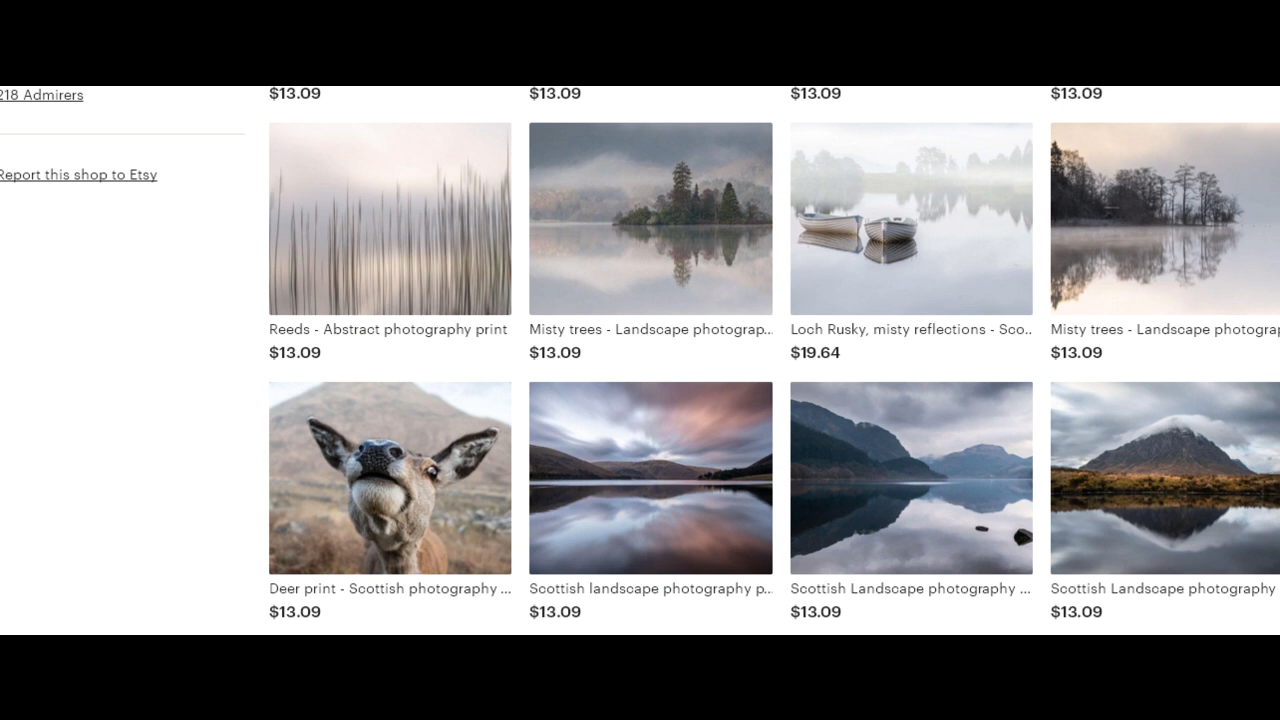 218 Admirers
$13.09 $13.09 $13.09 $13.09
Report this shop to Etsy
Reeds - Abstract photography print
$13.09
Misty trees - Landscape photograp...
$13.09
Loch Rusky, misty reflections - Sco...
$19.64
Misty trees - Landscape photograp
$13.09
Deer print - Scottish photography ...
$13.09
Scottish landscape photography p...
$13.09
Scottish Landscape photography ...
$13.09
Scottish Landscape photography
$13.09